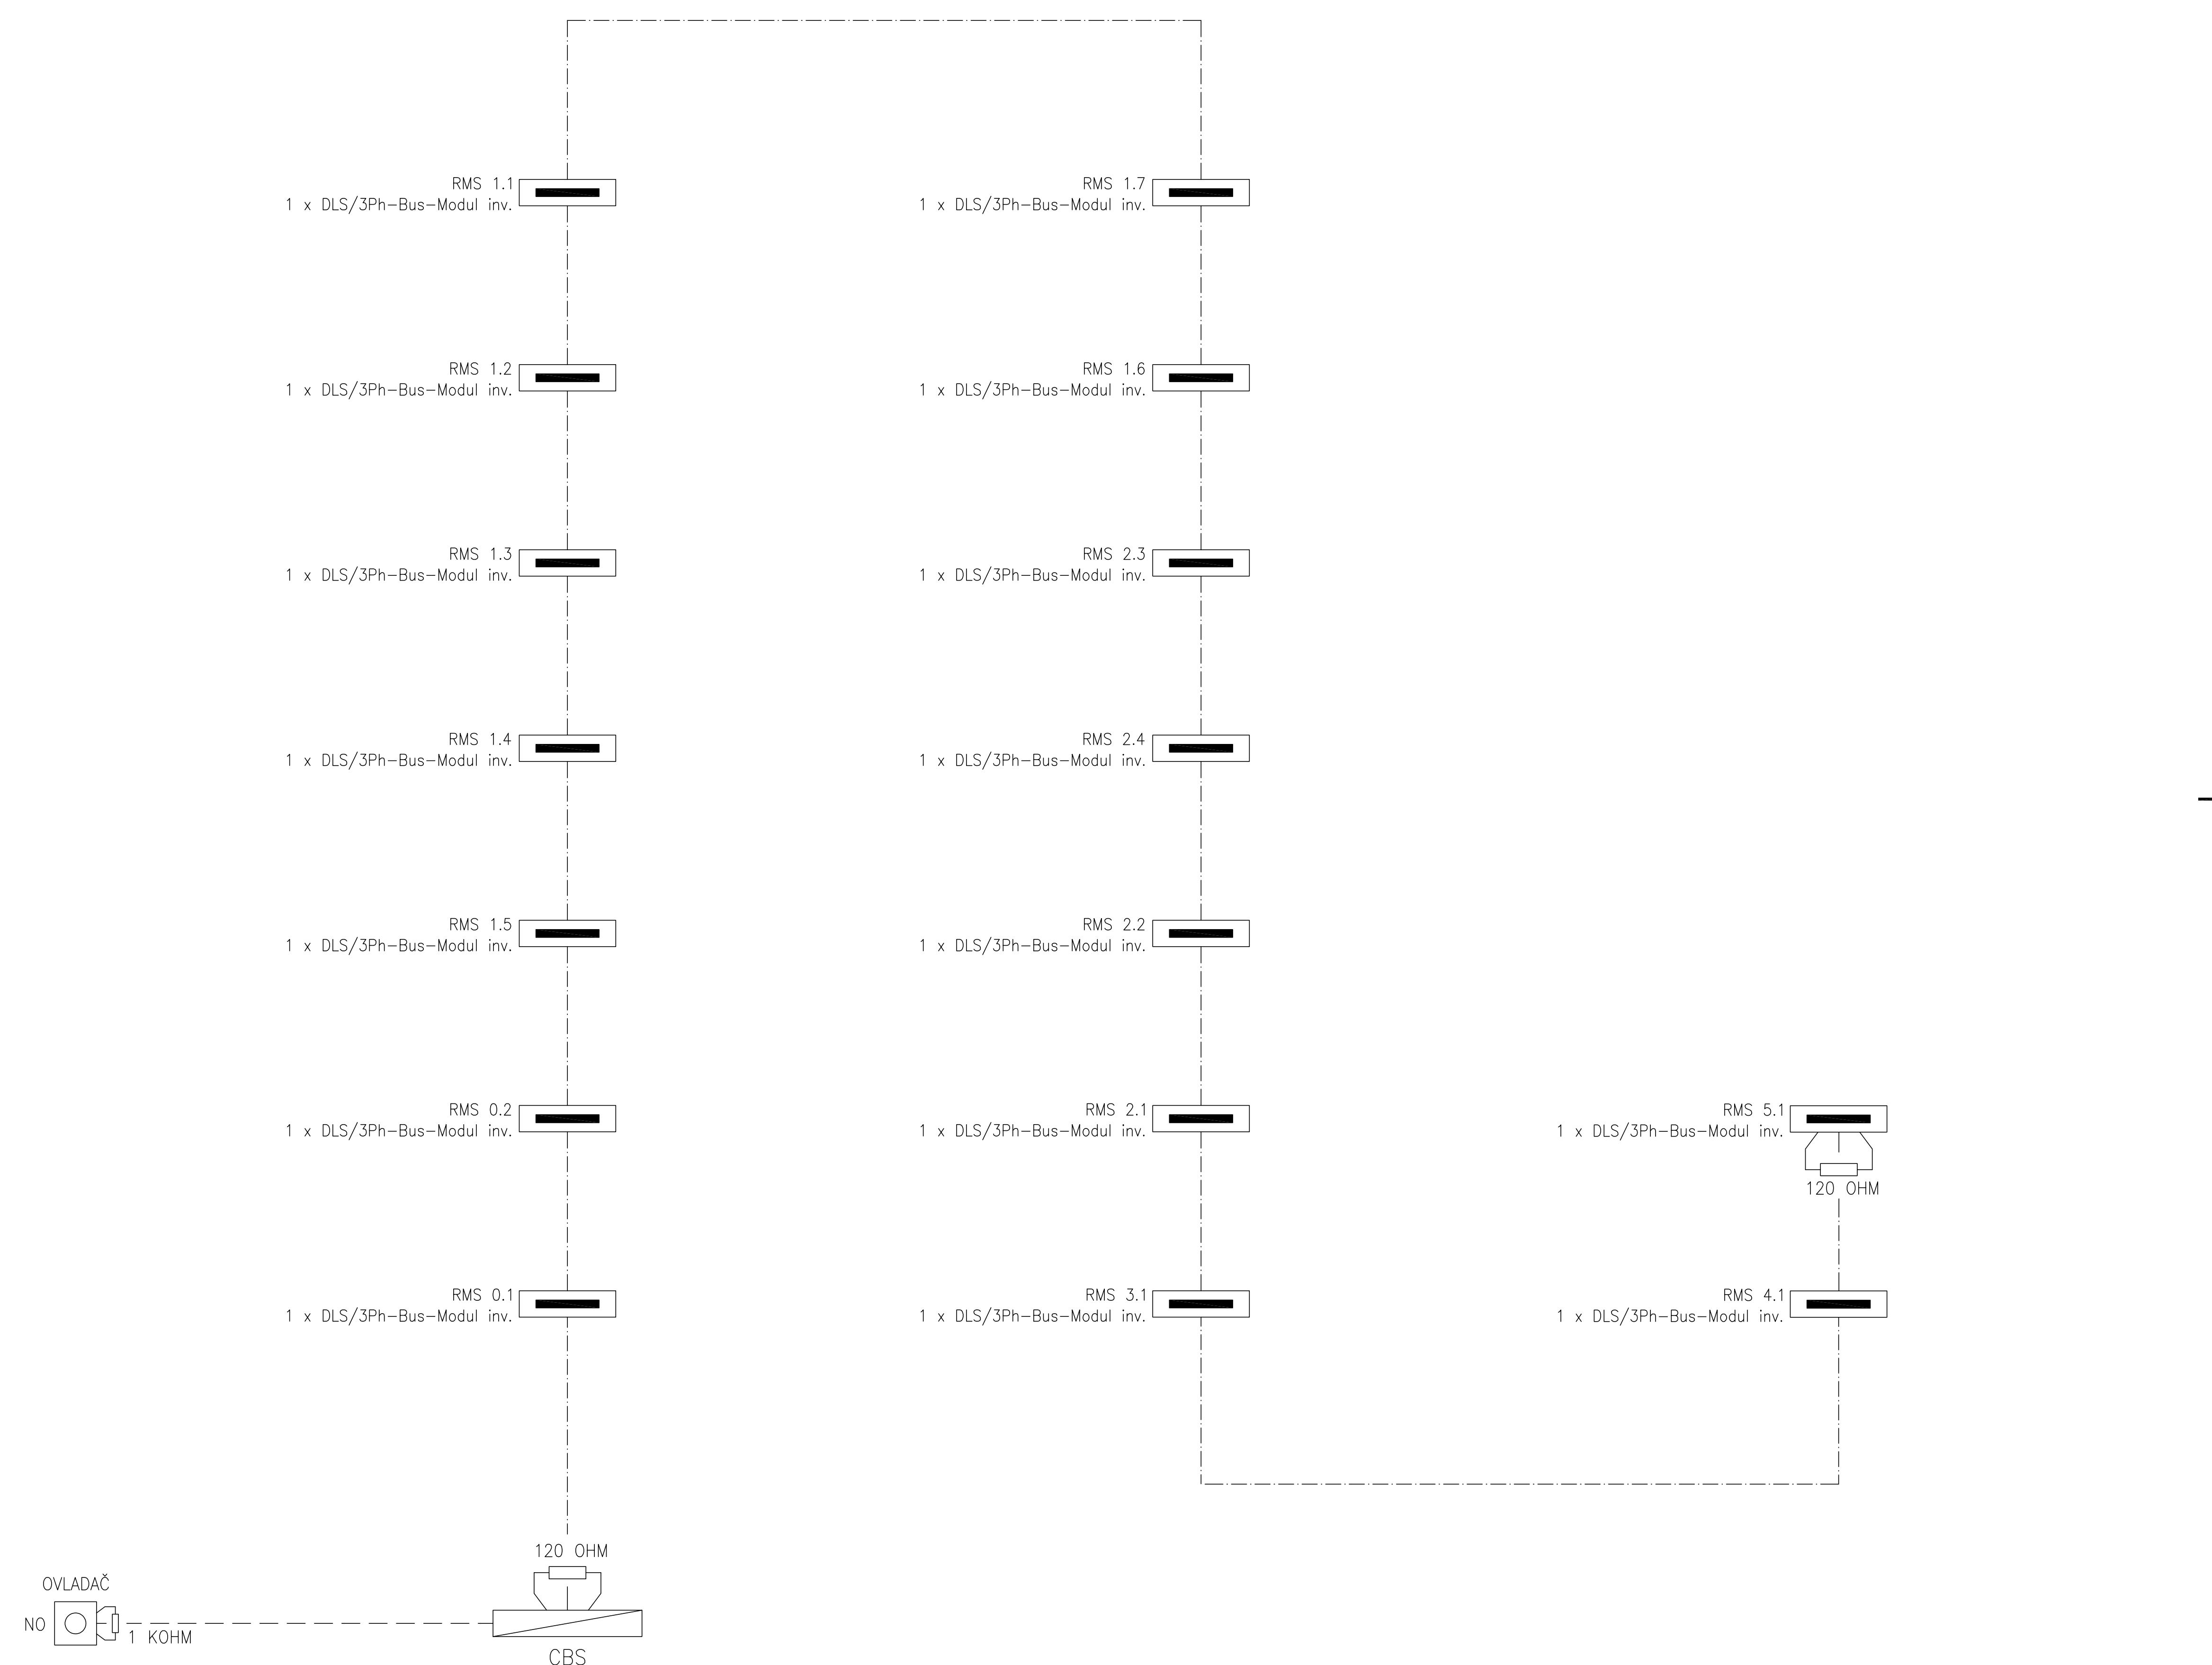 RMS 1.1
1 x DLS/3Ph-Bus-Modul inv.
RMS 1.2
1 x DLS/3Ph-Bus-Modul inv.
RMS 1.3
1 x DLS/3Ph-Bus-Modul inv.
RMS 1.4
1 x DLS/3Ph-Bus-Modul inv.
RMS 1.5
1 x DLS/3Ph-Bus-Modul inv.
RMS 0.2
1 x DLS/3Ph-Bus-Modul inv.
RMS 0.1
1 x DLS/3Ph-Bus-Modul inv.
120 OHM
OVLADAČ
NO
1 KOHM
CBS
RMS 1.7
1 x DLS/3Ph-Bus-Modul inv.
RMS 1.6
1 x DLS/3Ph-Bus-Modul inv.
RMS 2.3
1 x DLS/3Ph-Bus-Modul inv.
RMS 2.4
1 x DLS/3Ph-Bus-Modul inv.
RMS 2.2
1 x DLS/3Ph-Bus-Modul inv.
RMS 2.1
1 x DLS/3Ph-Bus-Modul inv.
RMS 3.1
1 x DLS/3Ph-Bus-Modul inv.
RMS 5.1
1 x DLS/3Ph-Bus-Modul inv.
120 OHM
RMS 4.1
1 x DLS/3Ph-Bus-Modul inv.